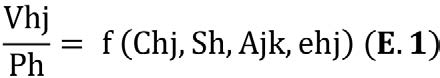 Vhj/Ph = f (Chj, Sh, Ajk, ehj) (E. 1)